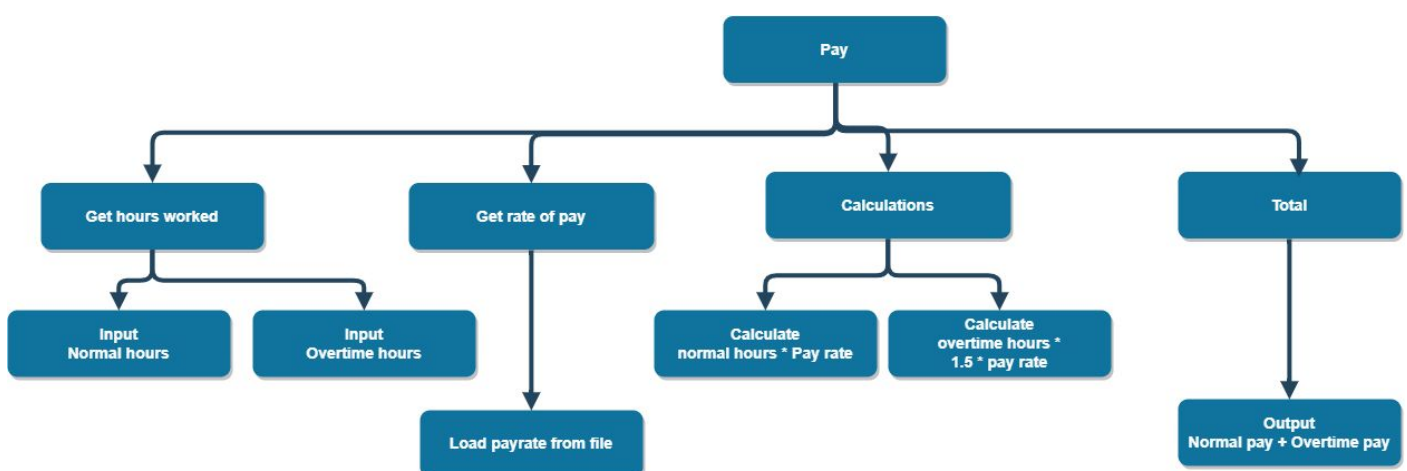 Pay
Get hours worked
Get rate of pay
Calculations
Total
Input
Normal hours
Input
Overtime hours
Calculate
normal hours * Pay rate
Calculate
overtime hours *
1.5 * pay rate
Load payrate from file
Output
Normal pay + Overtime pay